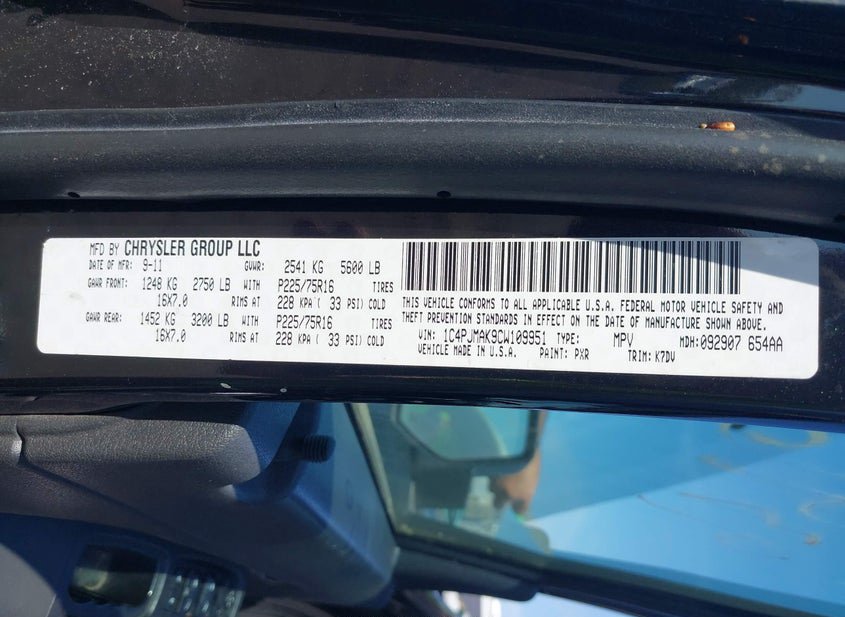 MFD BY CHRYSLER GROUP LLC
DATE OF MFR: 9-11 GVWR: 2541 KG 5600 LB
GAWR FRONT: 1248 KG 2750 LB WITH P225/75R16 TIRES
16X7.0 RIMS AT 228 KPA ( 33 PSI) COLD
GAWR REAR: 1452 KG 3200 LB WITH P225/75R16 TIRES
16X7.0 RIMS AT 228 KPA ( 33 PSI) COLD
THIS VEHICLE CONFORMS TO ALL APPLICABLE U.S.A. FEDERAL MOTOR VEHICLE SAFETY AND
THEFT PREVENTION STANDARDS IN EFFECT ON THE DATE OF MANUFACTURE SHOWN ABOVE.
VIN: 1C4PJMAK9CW109951 TYPE: MPV MDH: 092907 654AA
VEHICLE MADE IN U.S.A. PAINT: PXR TRIM: K7DV